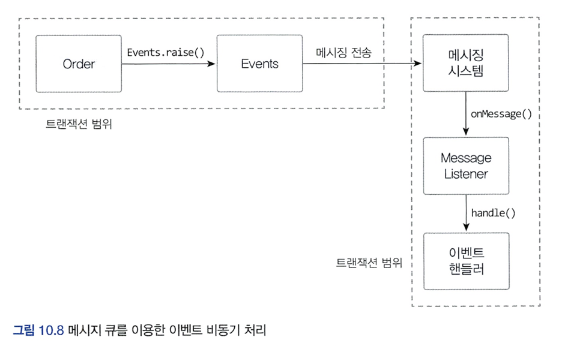 Order
Events.raise()
Events
메시징 전송
메시징
시스템
트랜잭션 범위
onMessage()
Message
Listener
handle()
이벤트
핸들러
트랜잭션 범위
그림 10.8 메시지 큐를 이용한 이벤트 비동기 처리